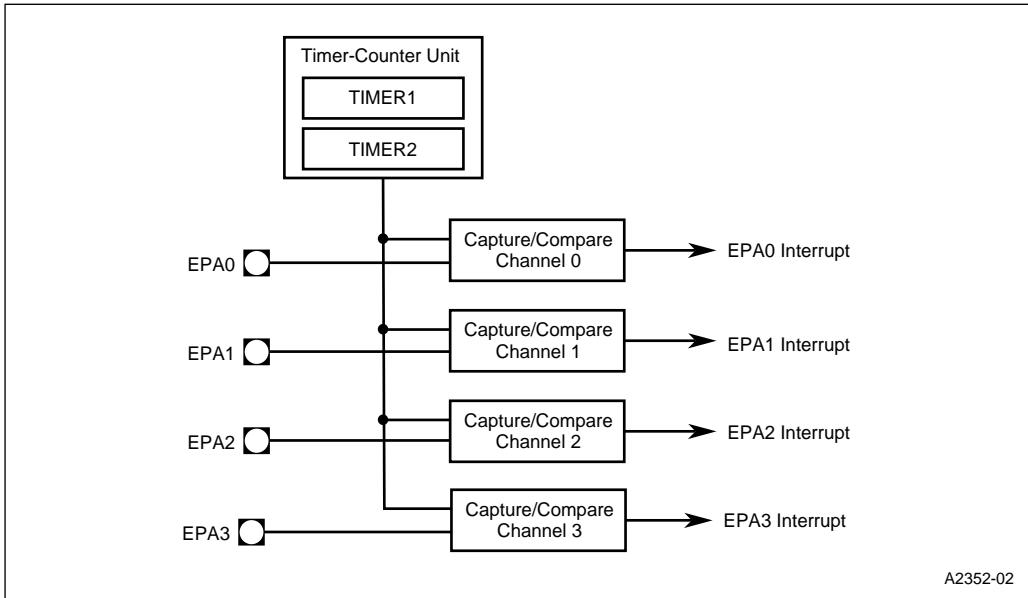 Timer-Counter Unit
TIMER1
TIMER2
EPA0
Capture/Compare
Channel 0
EPA0 Interrupt
EPA1
Capture/Compare
Channel 1
EPA1 Interrupt
EPA2
Capture/Compare
Channel 2
EPA2 Interrupt
EPA3
Capture/Compare
Channel 3
EPA3 Interrupt
A2352-02